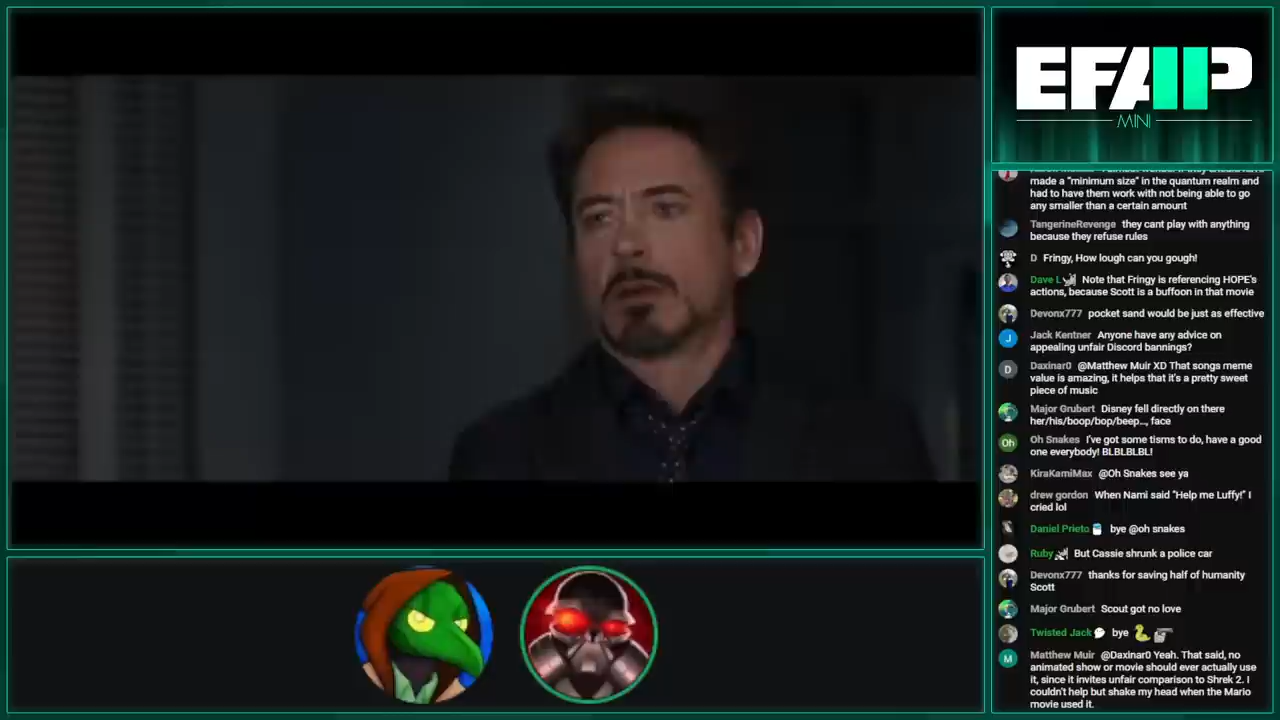 EFAP
MINI
made a "minimum size" in the quantum realm and
had to have them work with not being able to go
any smaller than a certain amount
TangerineRevenge they cant play with anything
because they refuse rules
D Fringy, How lough can you gough!
Dave L Note that Fringy is referencing HOPE's
actions, because Scott is a buffoon in that movie
Devonx777 pocket sand would be just as effective
J
Jack Kentner Anyone have any advice on
appealing unfair Discord bannings?
D
Daxinar0 @Matthew Muir XD That songs meme
value is amazing, it helps that it's a pretty sweet
piece of music
Major Grubert Disney fell directly on there
her/his/boop/bop/beep..., face
Oh
Oh Snakes I've got some tisms to do, have a good
one everybody! BLBLBLBL!
KiraKamiMax @Oh Snakes see ya
drew gordon When Nami said "Help me Luffy!" I
cried lol
Daniel Prieto bye @oh snakes
Ruby But Cassie shrunk a police car
Devonx777 thanks for saving half of humanity
Scott
Major Grubert Scout got no love
Twisted Jack bye
M
Matthew Muir @Daxinar0 Yeah. That said, no
animated show or movie should ever actually use
it, since it invites unfair comparison to Shrek 2. I
couldn't help but shake my head when the Mario
movie used it.